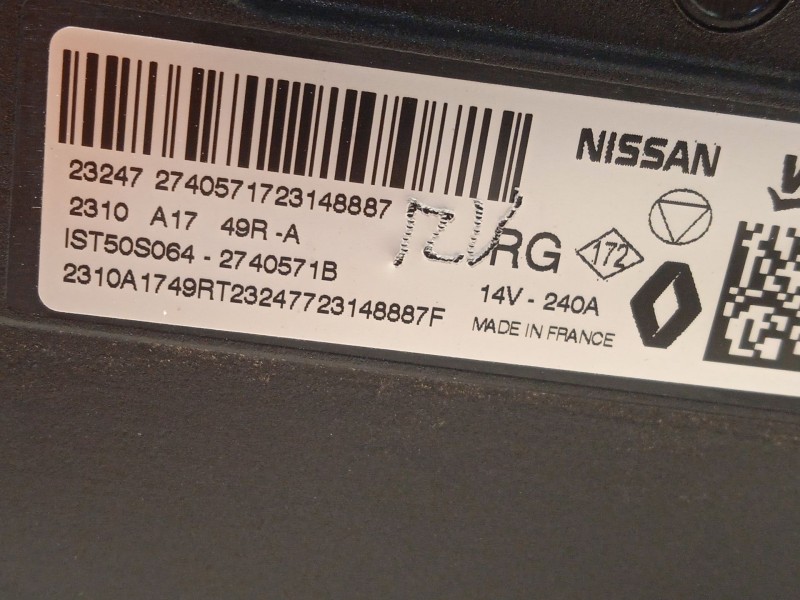 23247 2740571723148887
2310 A17 49R -A
IST50S064 - 2740571B
2310A1749RT23247723148887F
NISSAN
RG
172
14V - 240A
MADE IN FRANCE